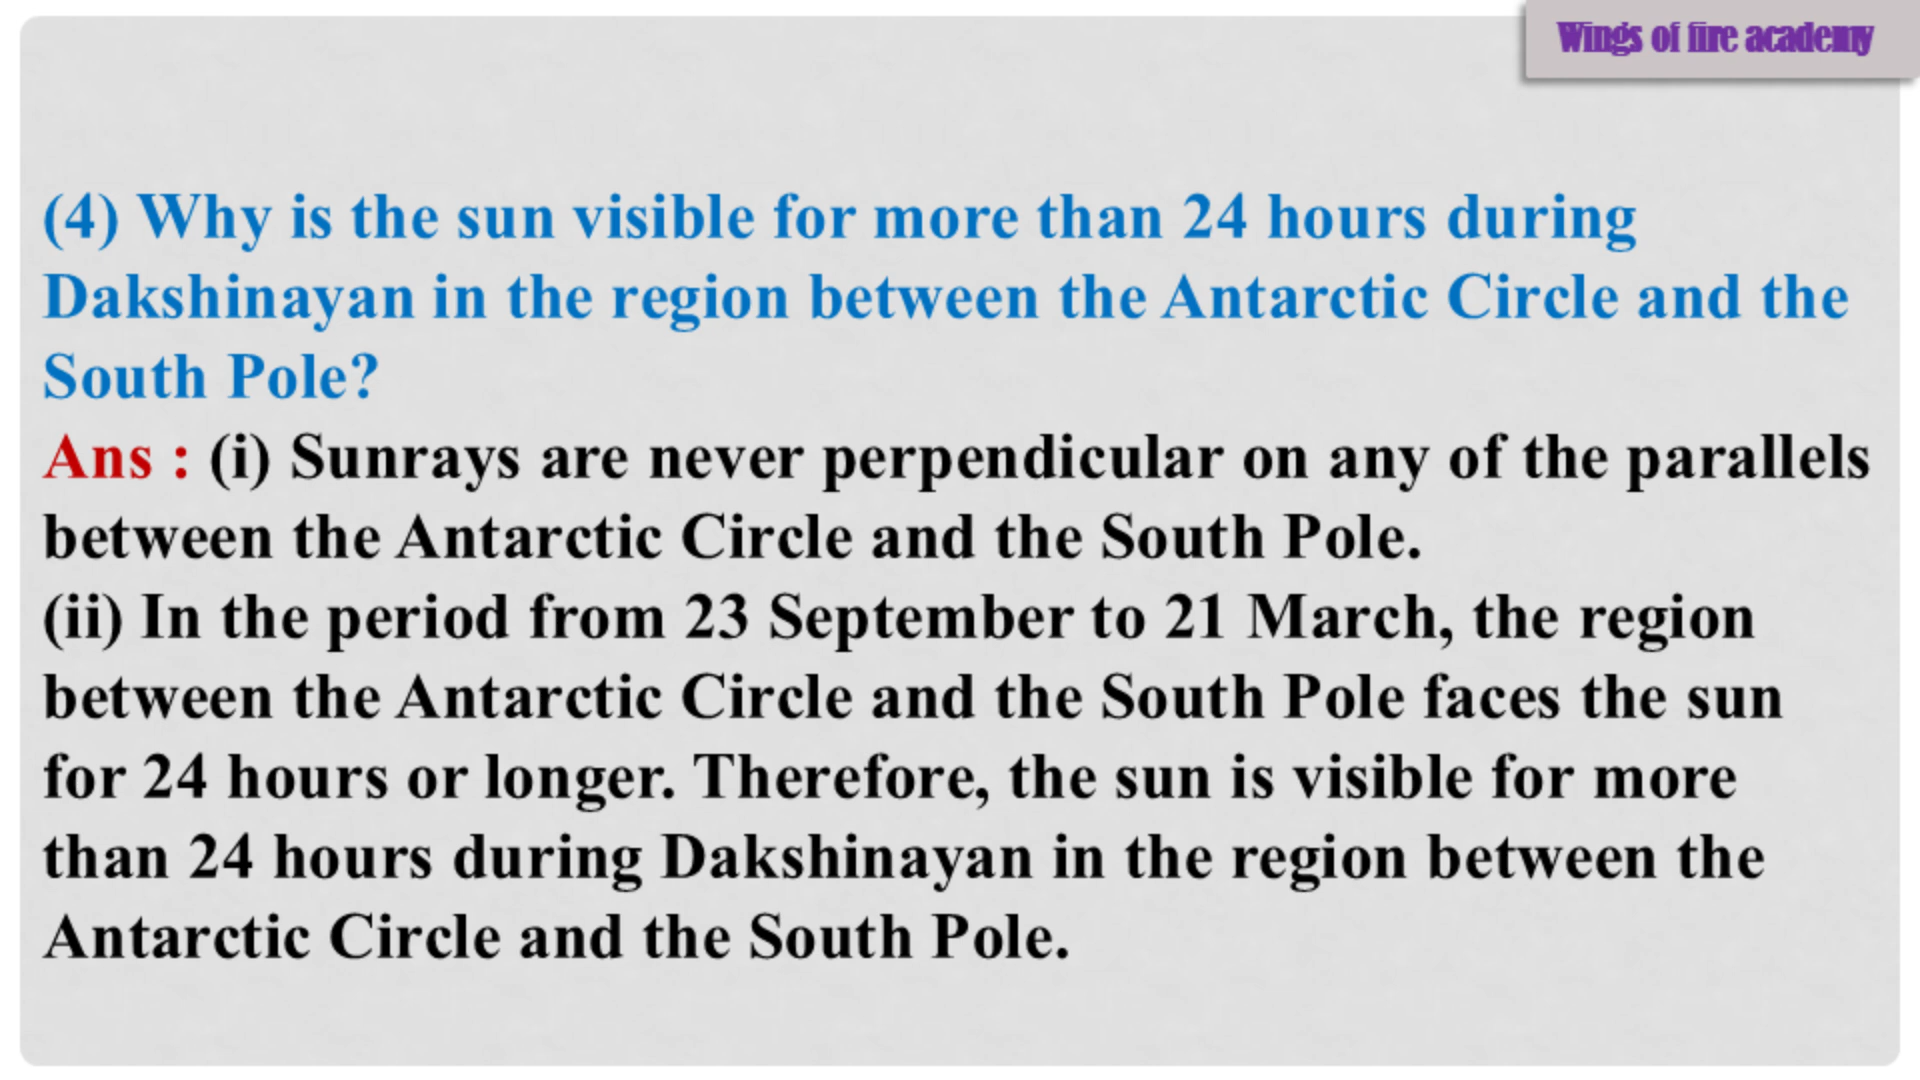 Wings of fire academy
(4) Why is the sun visible for more than 24 hours during
Dakshinayan in the region between the Antarctic Circle and the
South Pole?
Ans : (i) Sunrays are never perpendicular on any of the parallels
between the Antarctic Circle and the South Pole.
(ii) In the period from 23 September to 21 March, the region
between the Antarctic Circle and the South Pole faces the sun
for 24 hours or longer. Therefore, the sun is visible for more
than 24 hours during Dakshinayan in the region between the
Antarctic Circle and the South Pole.